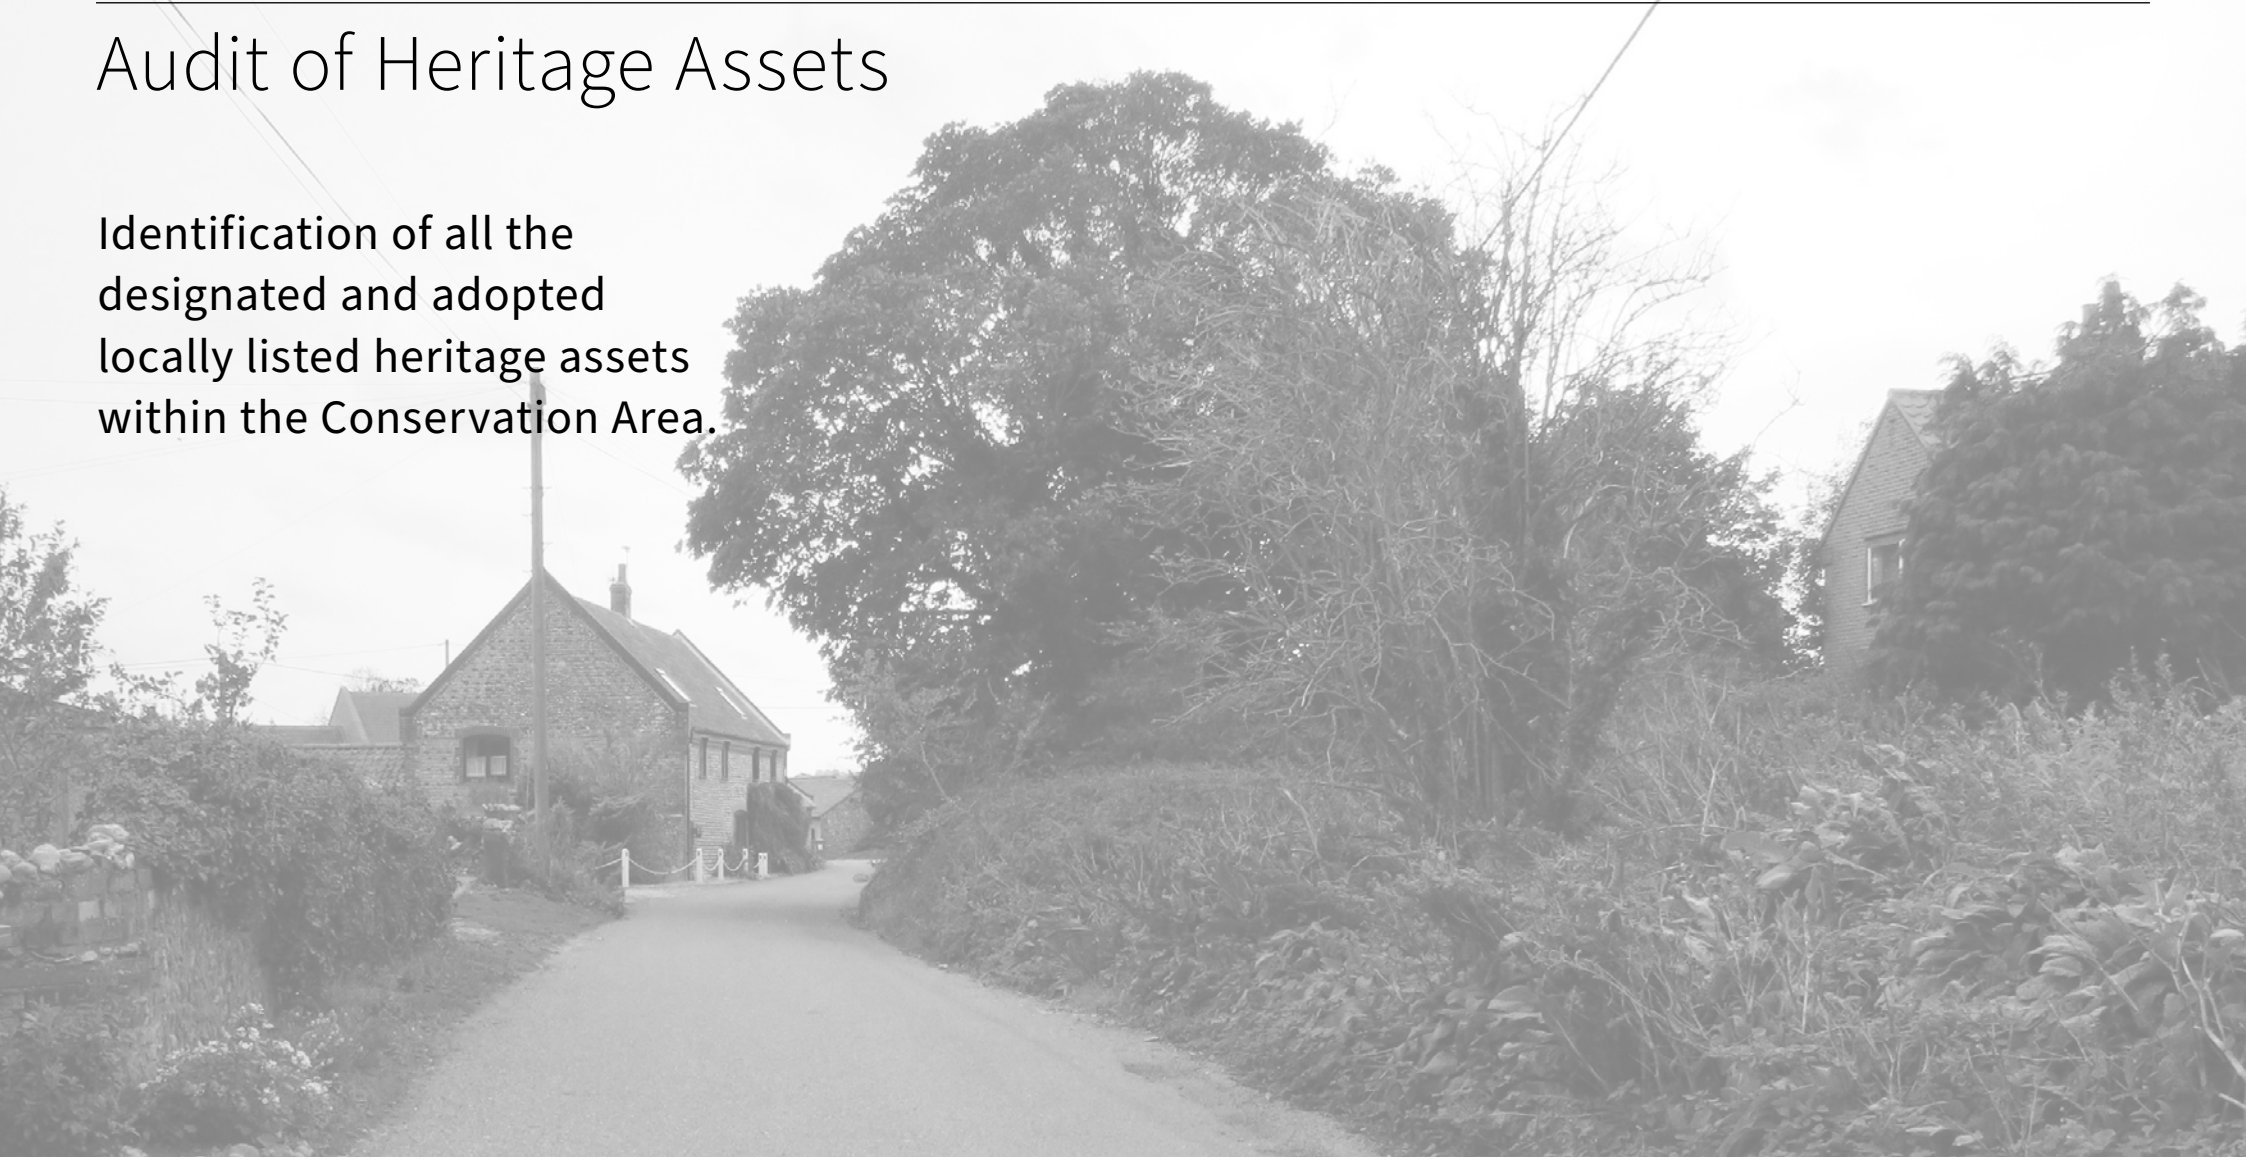 Audit of Heritage Assets
Identification of all the
designated and adopted
locally listed heritage assets
within the Conservation Area.